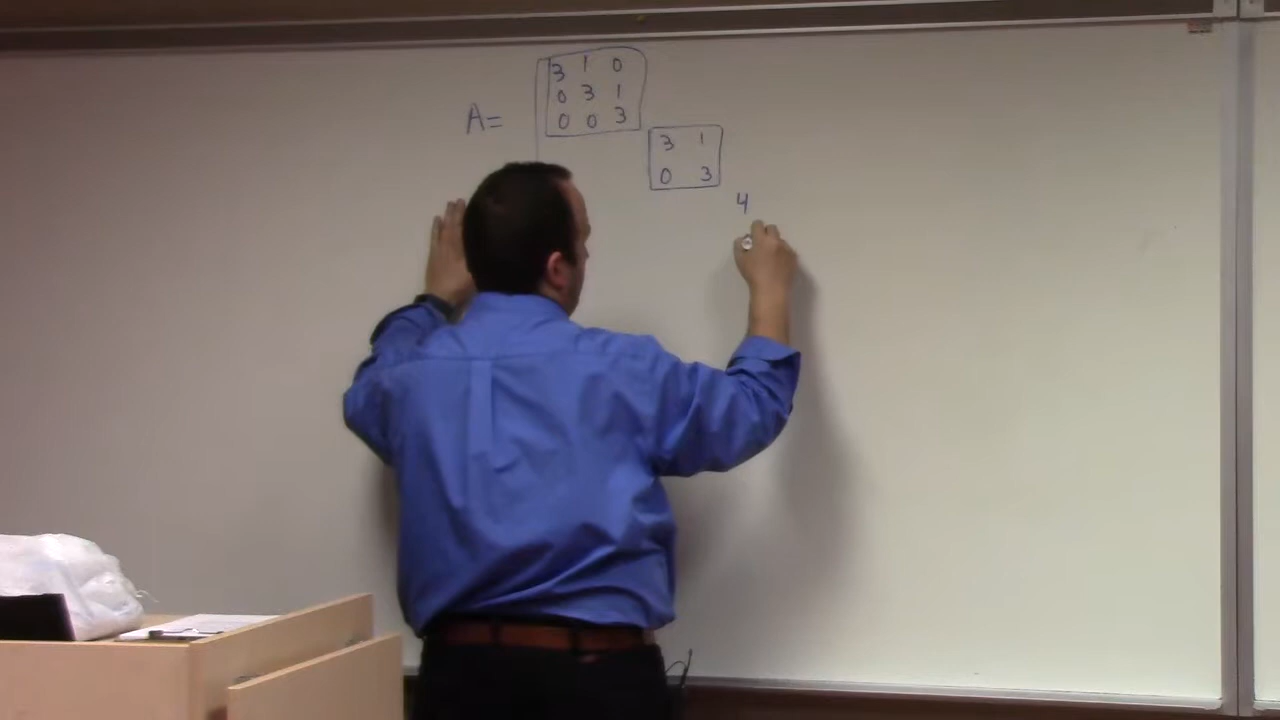 3 1 0
0 3 1
A= 0 0 3
3 1
0 3
4